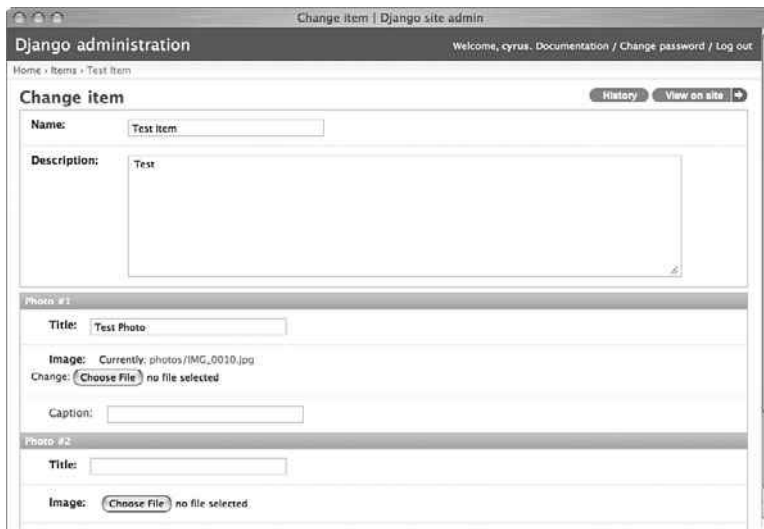 Change item | Django site admin
Django administration
Welcome, cyrus. Documentation / Change password / Log out
Home › Items › Test Item
Change item
History
View on site
Name:
Test Item
Description:
Test
Photo #1
Title:
Test Photo
Image:
Currently: photos/IMG_0010.jpg
Change: Choose File no file selected
Caption:
Photo #2
Title:
Image:
Choose File no file selected